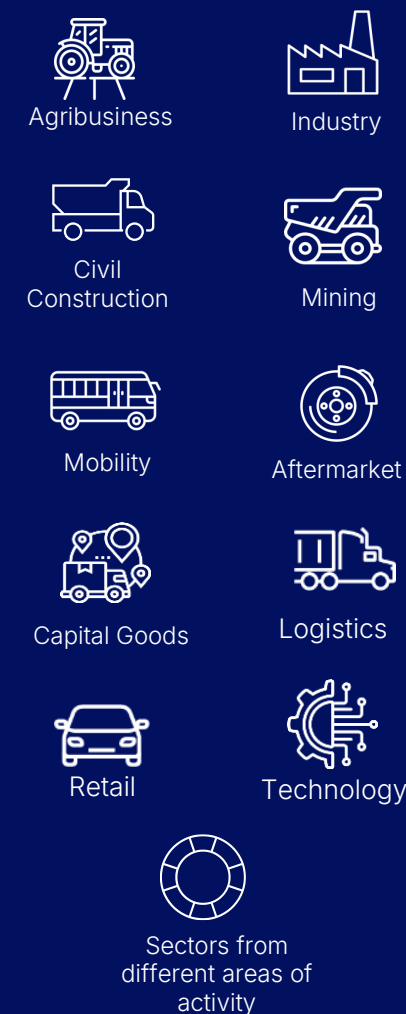 Agribusiness
Industry
Civil
Construction
Mining
Mobility
Aftermarket
Capital Goods
Logistics
Retail
Technology
Sectors from
different areas of
activity